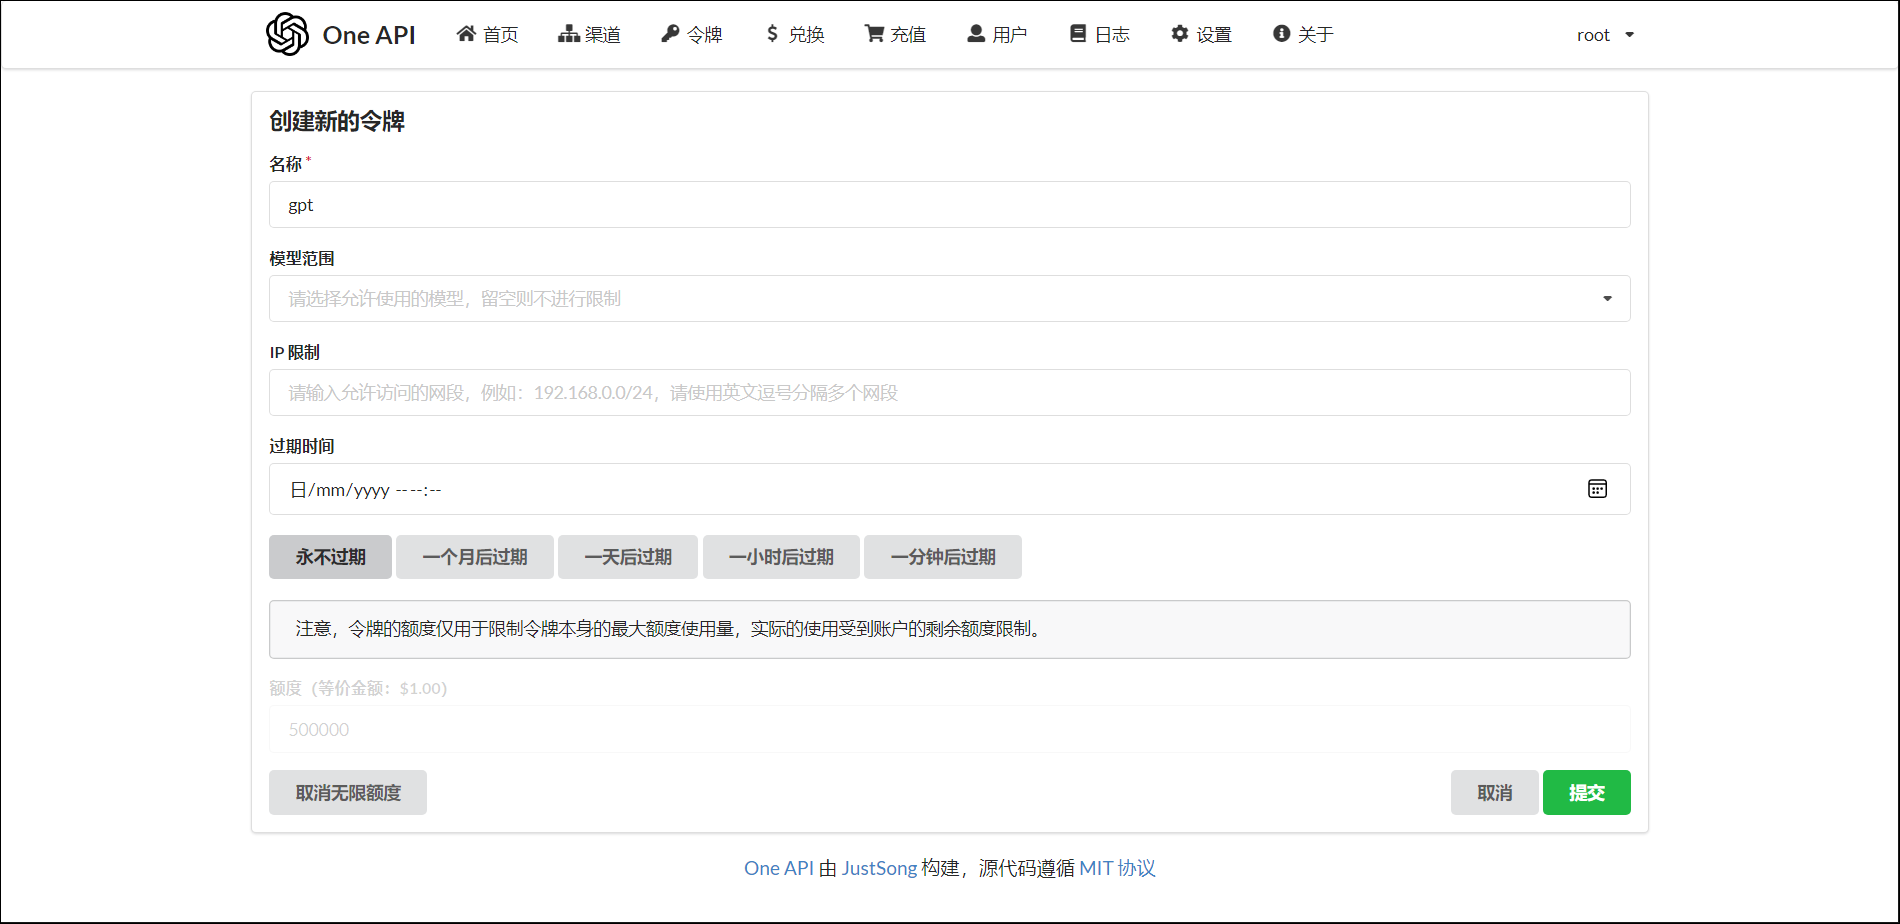 One API 首页 渠道 令牌 兑换 充值 用户 日志 设置 关于 root
创建新的令牌
名称*
gpt
模型范围
请选择允许使用的模型，留空则不进行限制
IP 限制
请输入允许访问的网段，例如：192.168.0.0/24，请使用英文逗号分隔多个网段
过期时间
日/mm/yyyy -- --:--
永不过期 一个月后过期 一天后过期 一小时后过期 一分钟后过期
注意，令牌的额度仅用于限制令牌本身的最大额度使用量，实际的使用受到账户的剩余额度限制。
额度（等价金额：$1.00）
500000
取消无限额度 取消 提交
One API 由 JustSong 构建，源代码遵循 MIT 协议